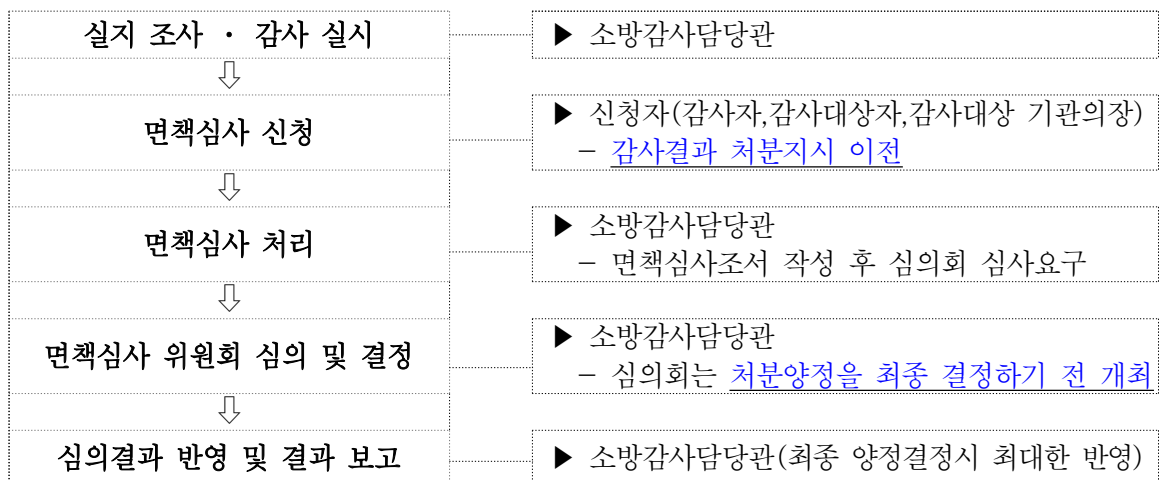 실지 조사 · 감사 실시
▶ 소방감사담당관
⇩
면책심사 신청
▶ 신청자(감사자,감사대상자,감사대상 기관의장)
- 감사결과 처분지시 이전
⇩
면책심사 처리
▶ 소방감사담당관
- 면책심사조서 작성 후 심의회 심사요구
⇩
면책심사 위원회 심의 및 결정
▶ 소방감사담당관
- 심의회는 처분양정을 최종 결정하기 전 개최
⇩
심의결과 반영 및 결과 보고
▶ 소방감사담당관(최종 양정결정시 최대한 반영)